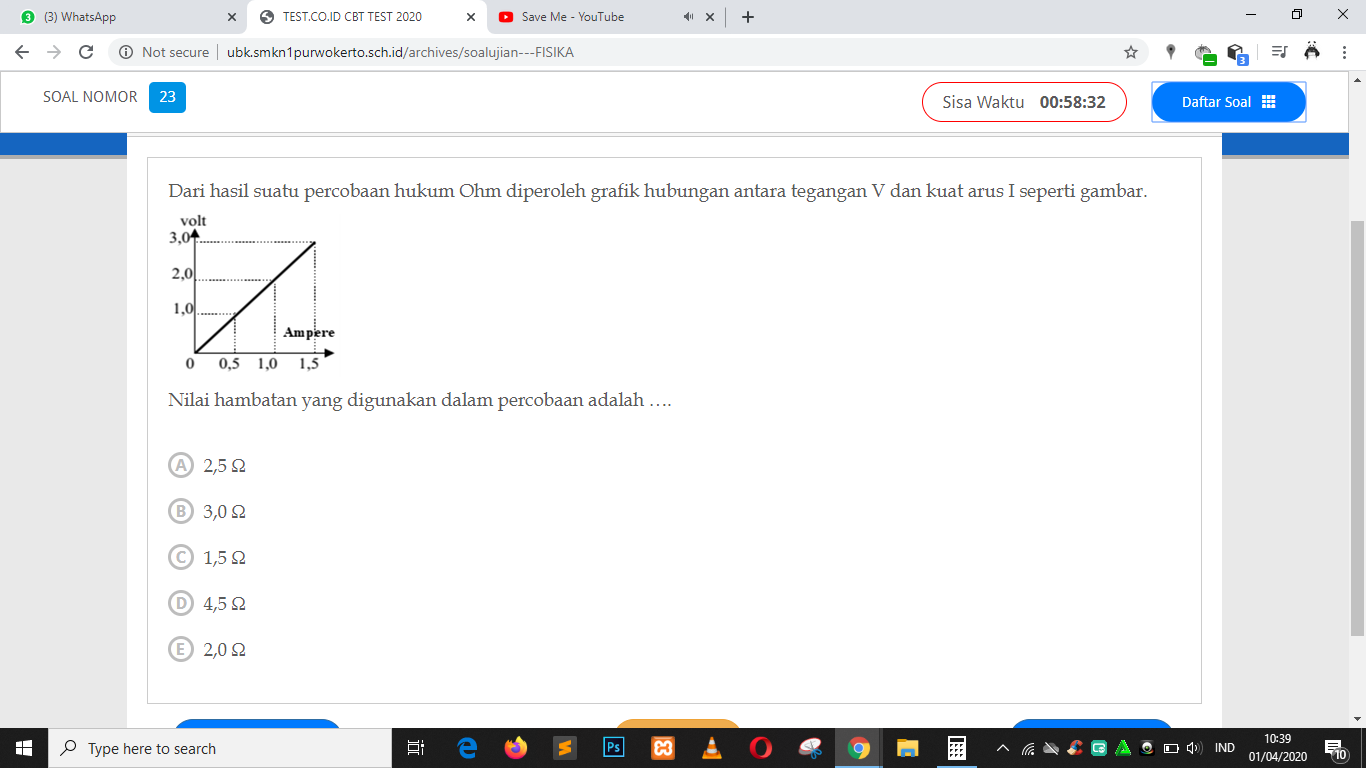 3 (3) WhatsApp
TEST.CO.ID CBT TEST 2020
Save Me - YouTube
Not secure ubk.smkn1purwokerto.sch.id/archives/soalujian---FISIKA
3
SOAL NOMOR 23
Sisa Waktu 00:58:32
Daftar Soal
Dari hasil suatu percobaan hukum Ohm diperoleh grafik hubungan antara tegangan V dan kuat arus I seperti gambar.
volt
3,0
2,0
1,0
Ampere
0 0,5 1,0 1,5
Nilai hambatan yang digunakan dalam percobaan adalah ….
A 2,5 Ω
B 3,0 Ω
C 1,5 Ω
D 4,5 Ω
E 2,0 Ω
Type here to search
Ps
IND
10:39
01/04/2020
10